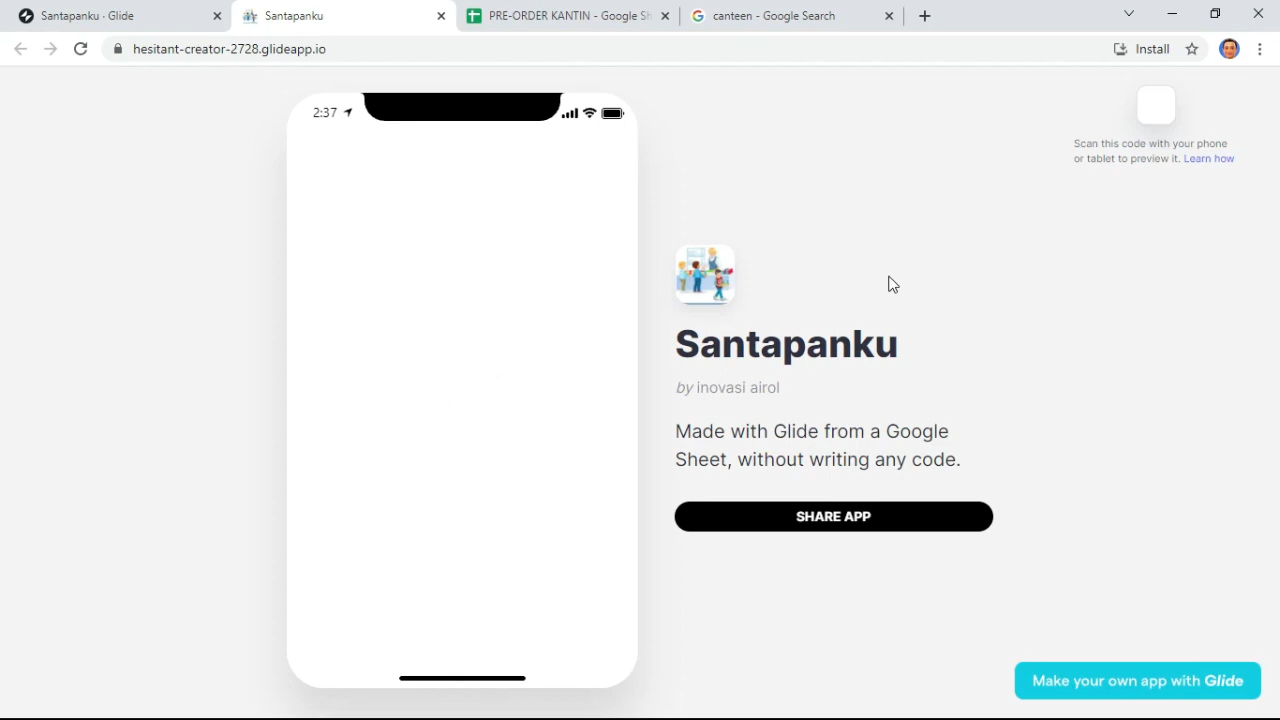 Santapanku · Glide
Santapanku
PRE-ORDER KANTIN - Google Sh
canteen - Google Search
hesitant-creator-2728.glideapp.io
Install
2:37
Scan this code with your phone
or tablet to preview it. Learn how
Santapanku
by inovasi airol
Made with Glide from a Google
Sheet, without writing any code.
SHARE APP
Make your own app with Glide